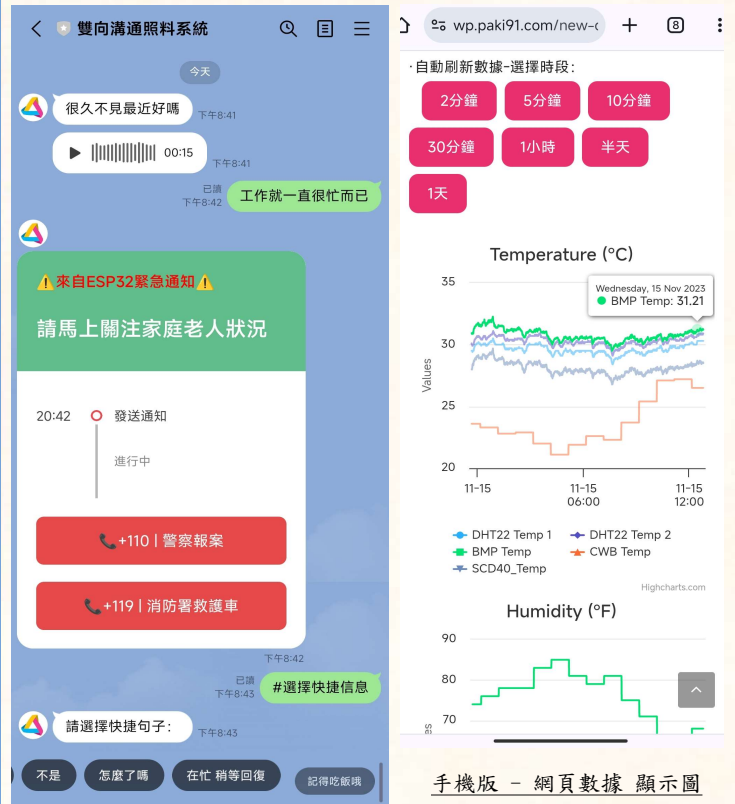 雙向溝通照料系統
今天
很久不見最近好嗎
下午8:41
00:15
下午8:41
已讀
下午8:42
工作就一直很忙而已
⚠️來自ESP32緊急通知⚠️
請馬上關注家庭老人狀況
20:42
發送通知
進行中
📞+110 | 警察報案
📞+119 | 消防署救護車
下午8:42
已讀
下午8:43
#選擇快捷信息
請選擇快捷句子:
下午8:43
不是
怎麼了嗎
在忙 稍等回復
記得吃飯哦
wp.paki91.com/new-c
8
·自動刷新數據-選擇時段:
2分鐘
5分鐘
10分鐘
30分鐘
1小時
半天
1天
Temperature (°C)
Wednesday, 15 Nov 2023
BMP Temp: 31.21
Values
35
30
25
20
11-15
11-15
06:00
11-15
12:00
DHT22 Temp 1
DHT22 Temp 2
BMP Temp
CWB Temp
SCD40_Temp
Highcharts.com
Humidity (°F)
90
80
70
手機版 - 網頁數據 顯示圖